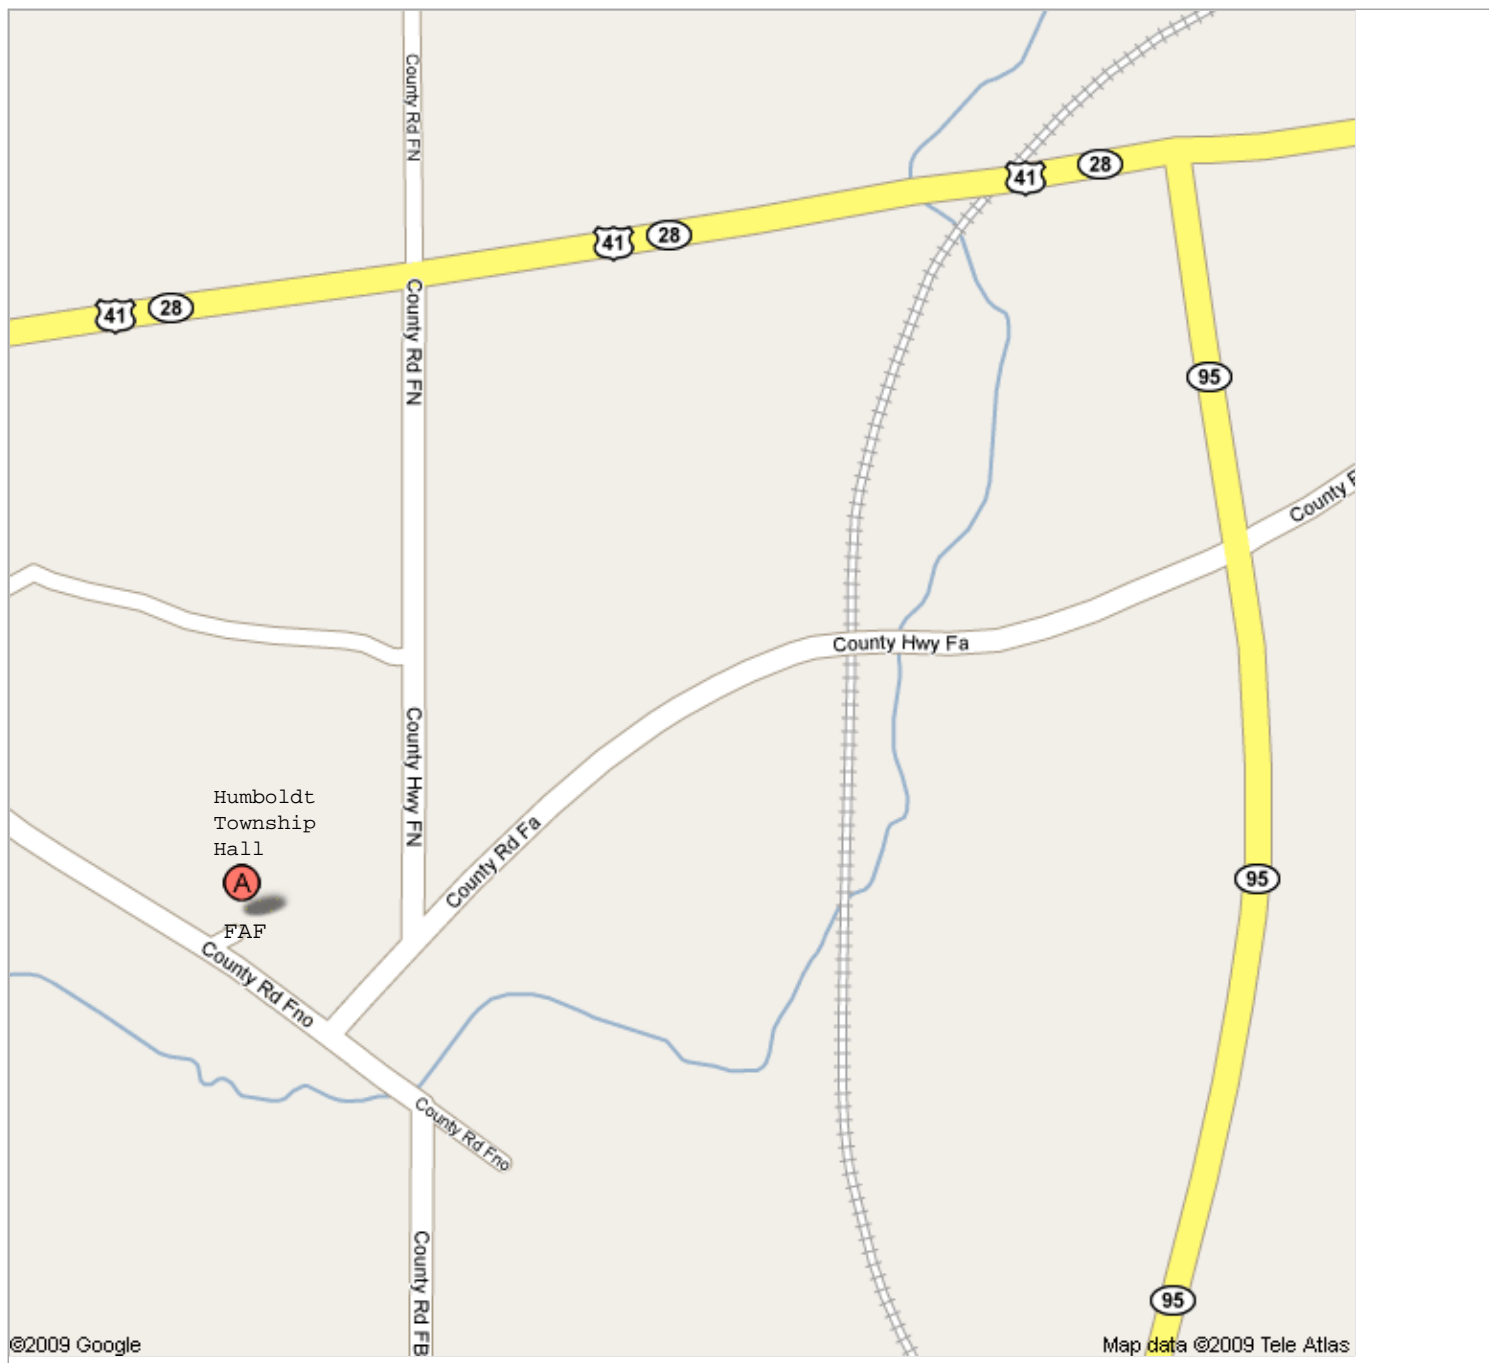 County Rd FN
41
28
95
41
28
41
28
County Rd FN
County R
County Hwy Fa
County Hwy FN
Humboldt
Township
Hall
A
FAF
County Rd Fa
95
County Rd Fno
County Rd Fno
County Rd FB
95
©2009 Google
Map data ©2009 Tele Atlas